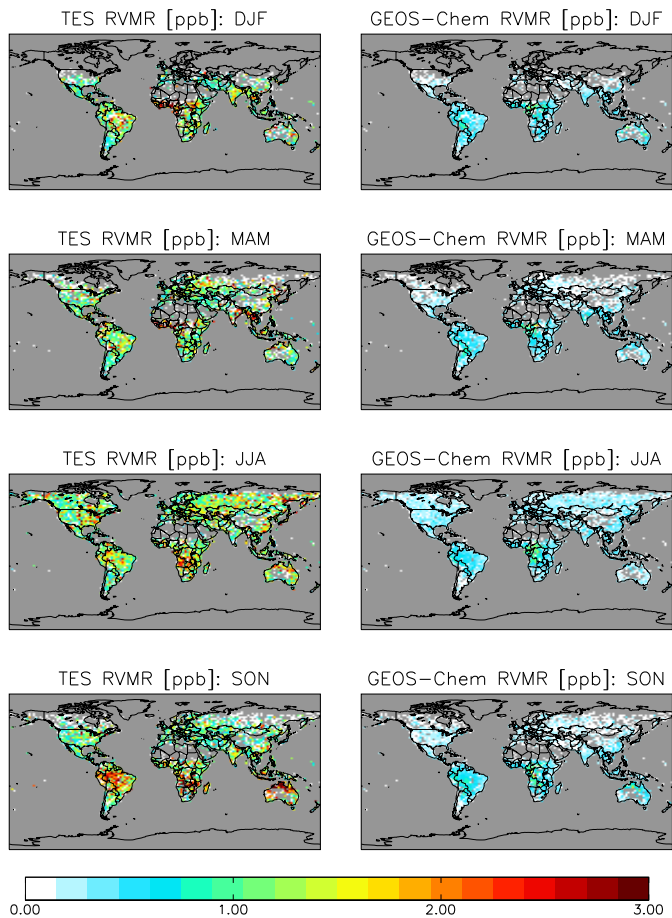 TES RVMR [ppb]: DJF
GEOS-Chem RVMR [ppb]: DJF
TES RVMR [ppb]: MAM
GEOS-Chem RVMR [ppb]: MAM
TES RVMR [ppb]: JJA
GEOS-Chem RVMR [ppb]: JJA
TES RVMR [ppb]: SON
GEOS-Chem RVMR [ppb]: SON
0.00 1.00 2.00 3.00